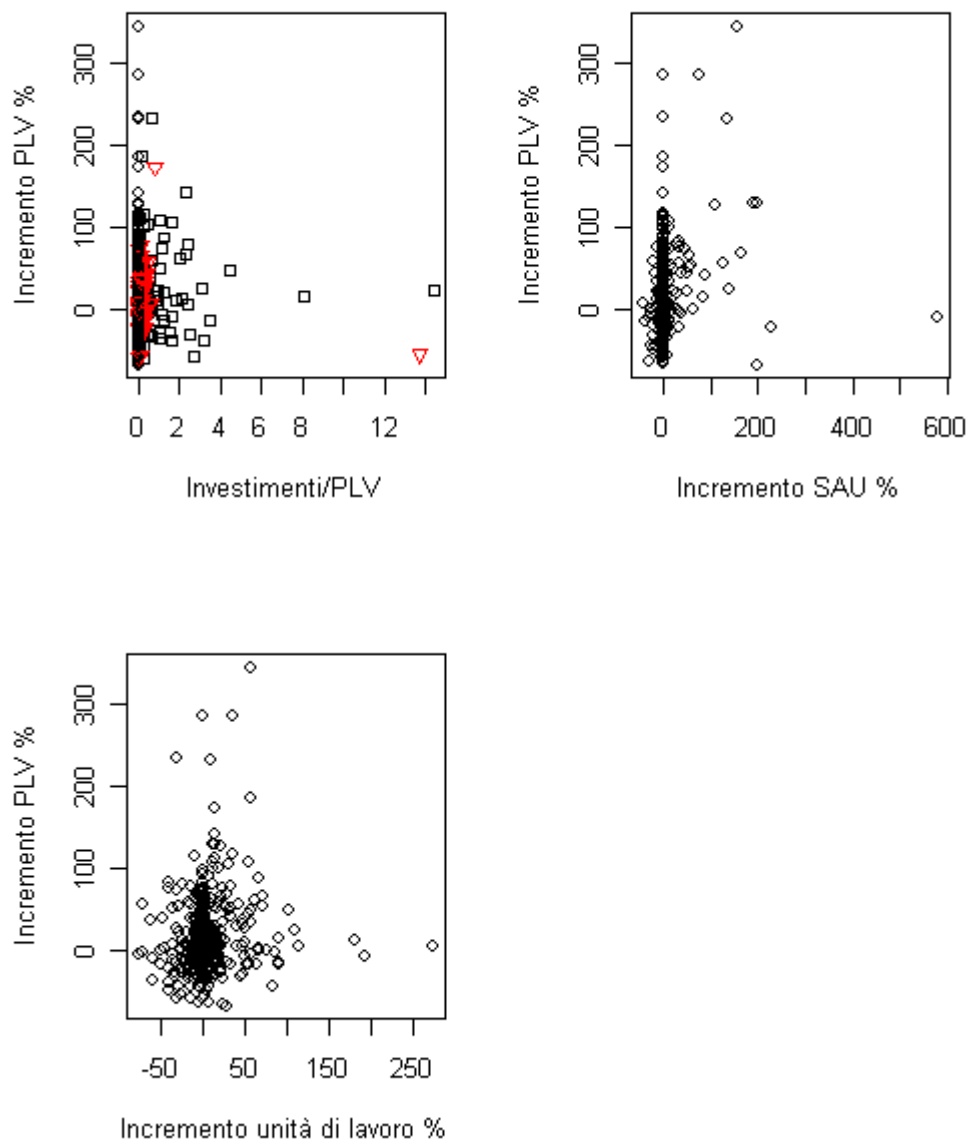 Incremento PLV %
0 100 200 300
0 2 4 6 8 12
Investimenti/PLV
Incremento PLV %
0 100 200 300
0 200 400 600
Incremento SAU %
Incremento PLV %
0 100 200 300
-50 50 150 250
Incremento unità di lavoro %